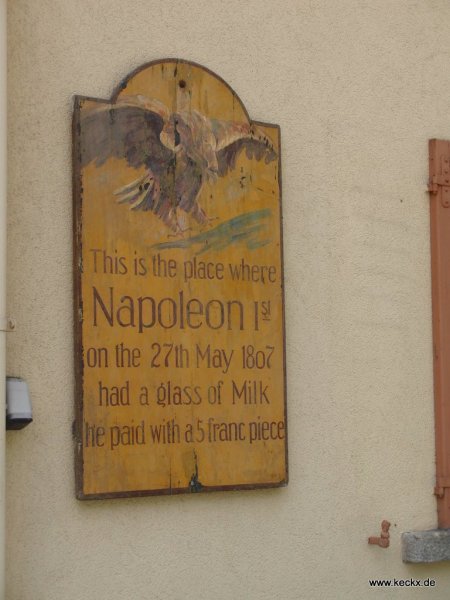 This is the place where
Napoleon Ist
on the 27th May 1807
had a glass of Milk
he paid with a 5 franc piece
www.keckx.de